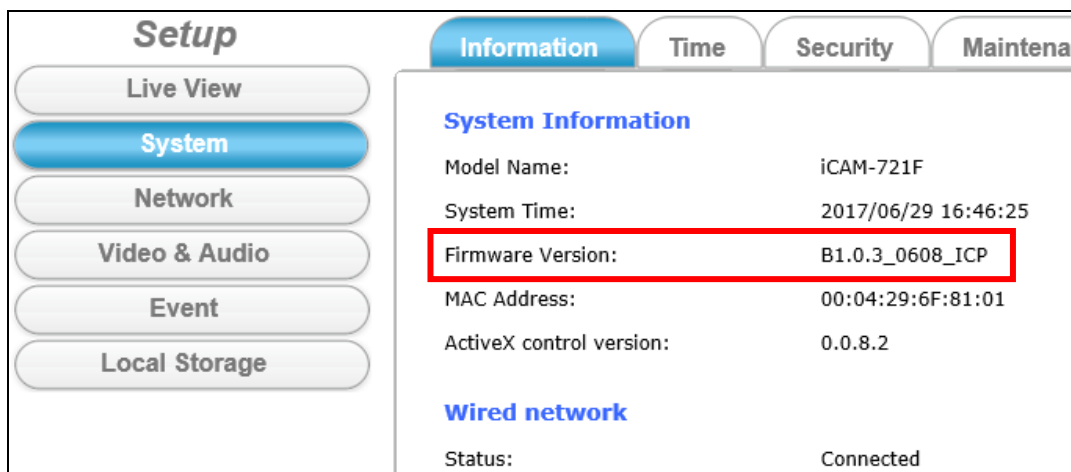 Setup
Live View
System
Network
Video & Audio
Event
Local Storage
Information Time Security Maintena
System Information
Model Name: iCAM-721F
System Time: 2017/06/29 16:46:25
Firmware Version: B1.0.3_0608_ICP
MAC Address: 00:04:29:6F:81:01
ActiveX control version: 0.0.8.2
Wired network
Status: Connected